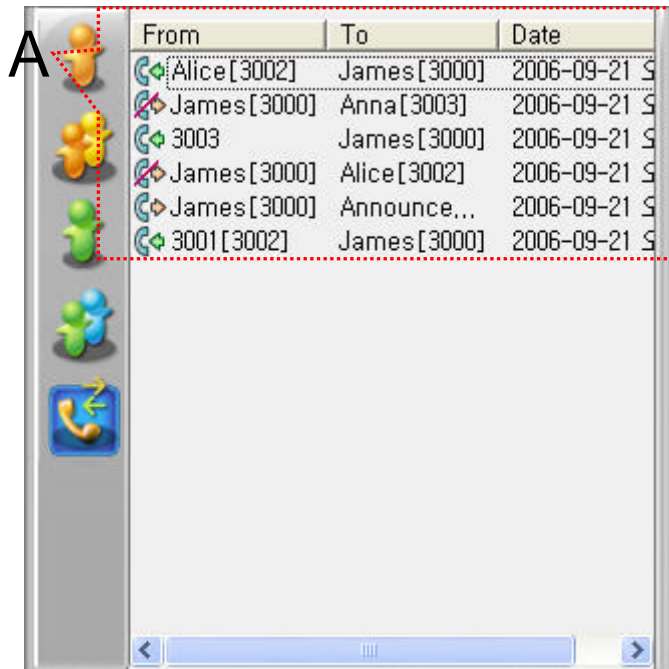 A
From To Date
Alice[3002] James[3000] 2006-09-21
James[3000] Anna[3003] 2006-09-21
3003 James[3000] 2006-09-21
James[3000] Alice[3002] 2006-09-21
James[3000] Announce... 2006-09-21
3001[3002] James[3000] 2006-09-21